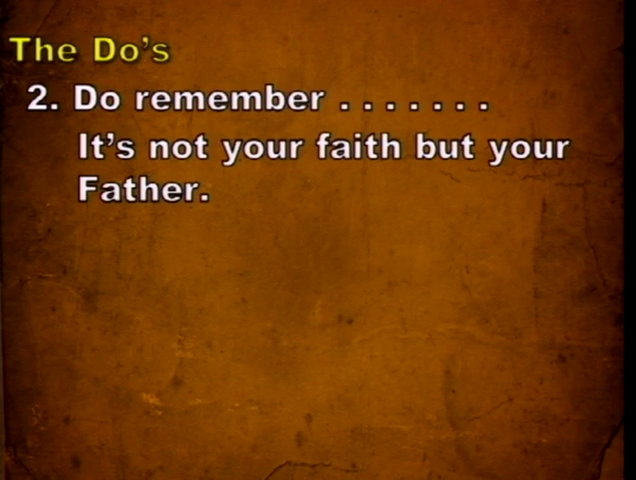 The Do's
2. Do remember . . . . . . .
It's not your faith but your
Father.